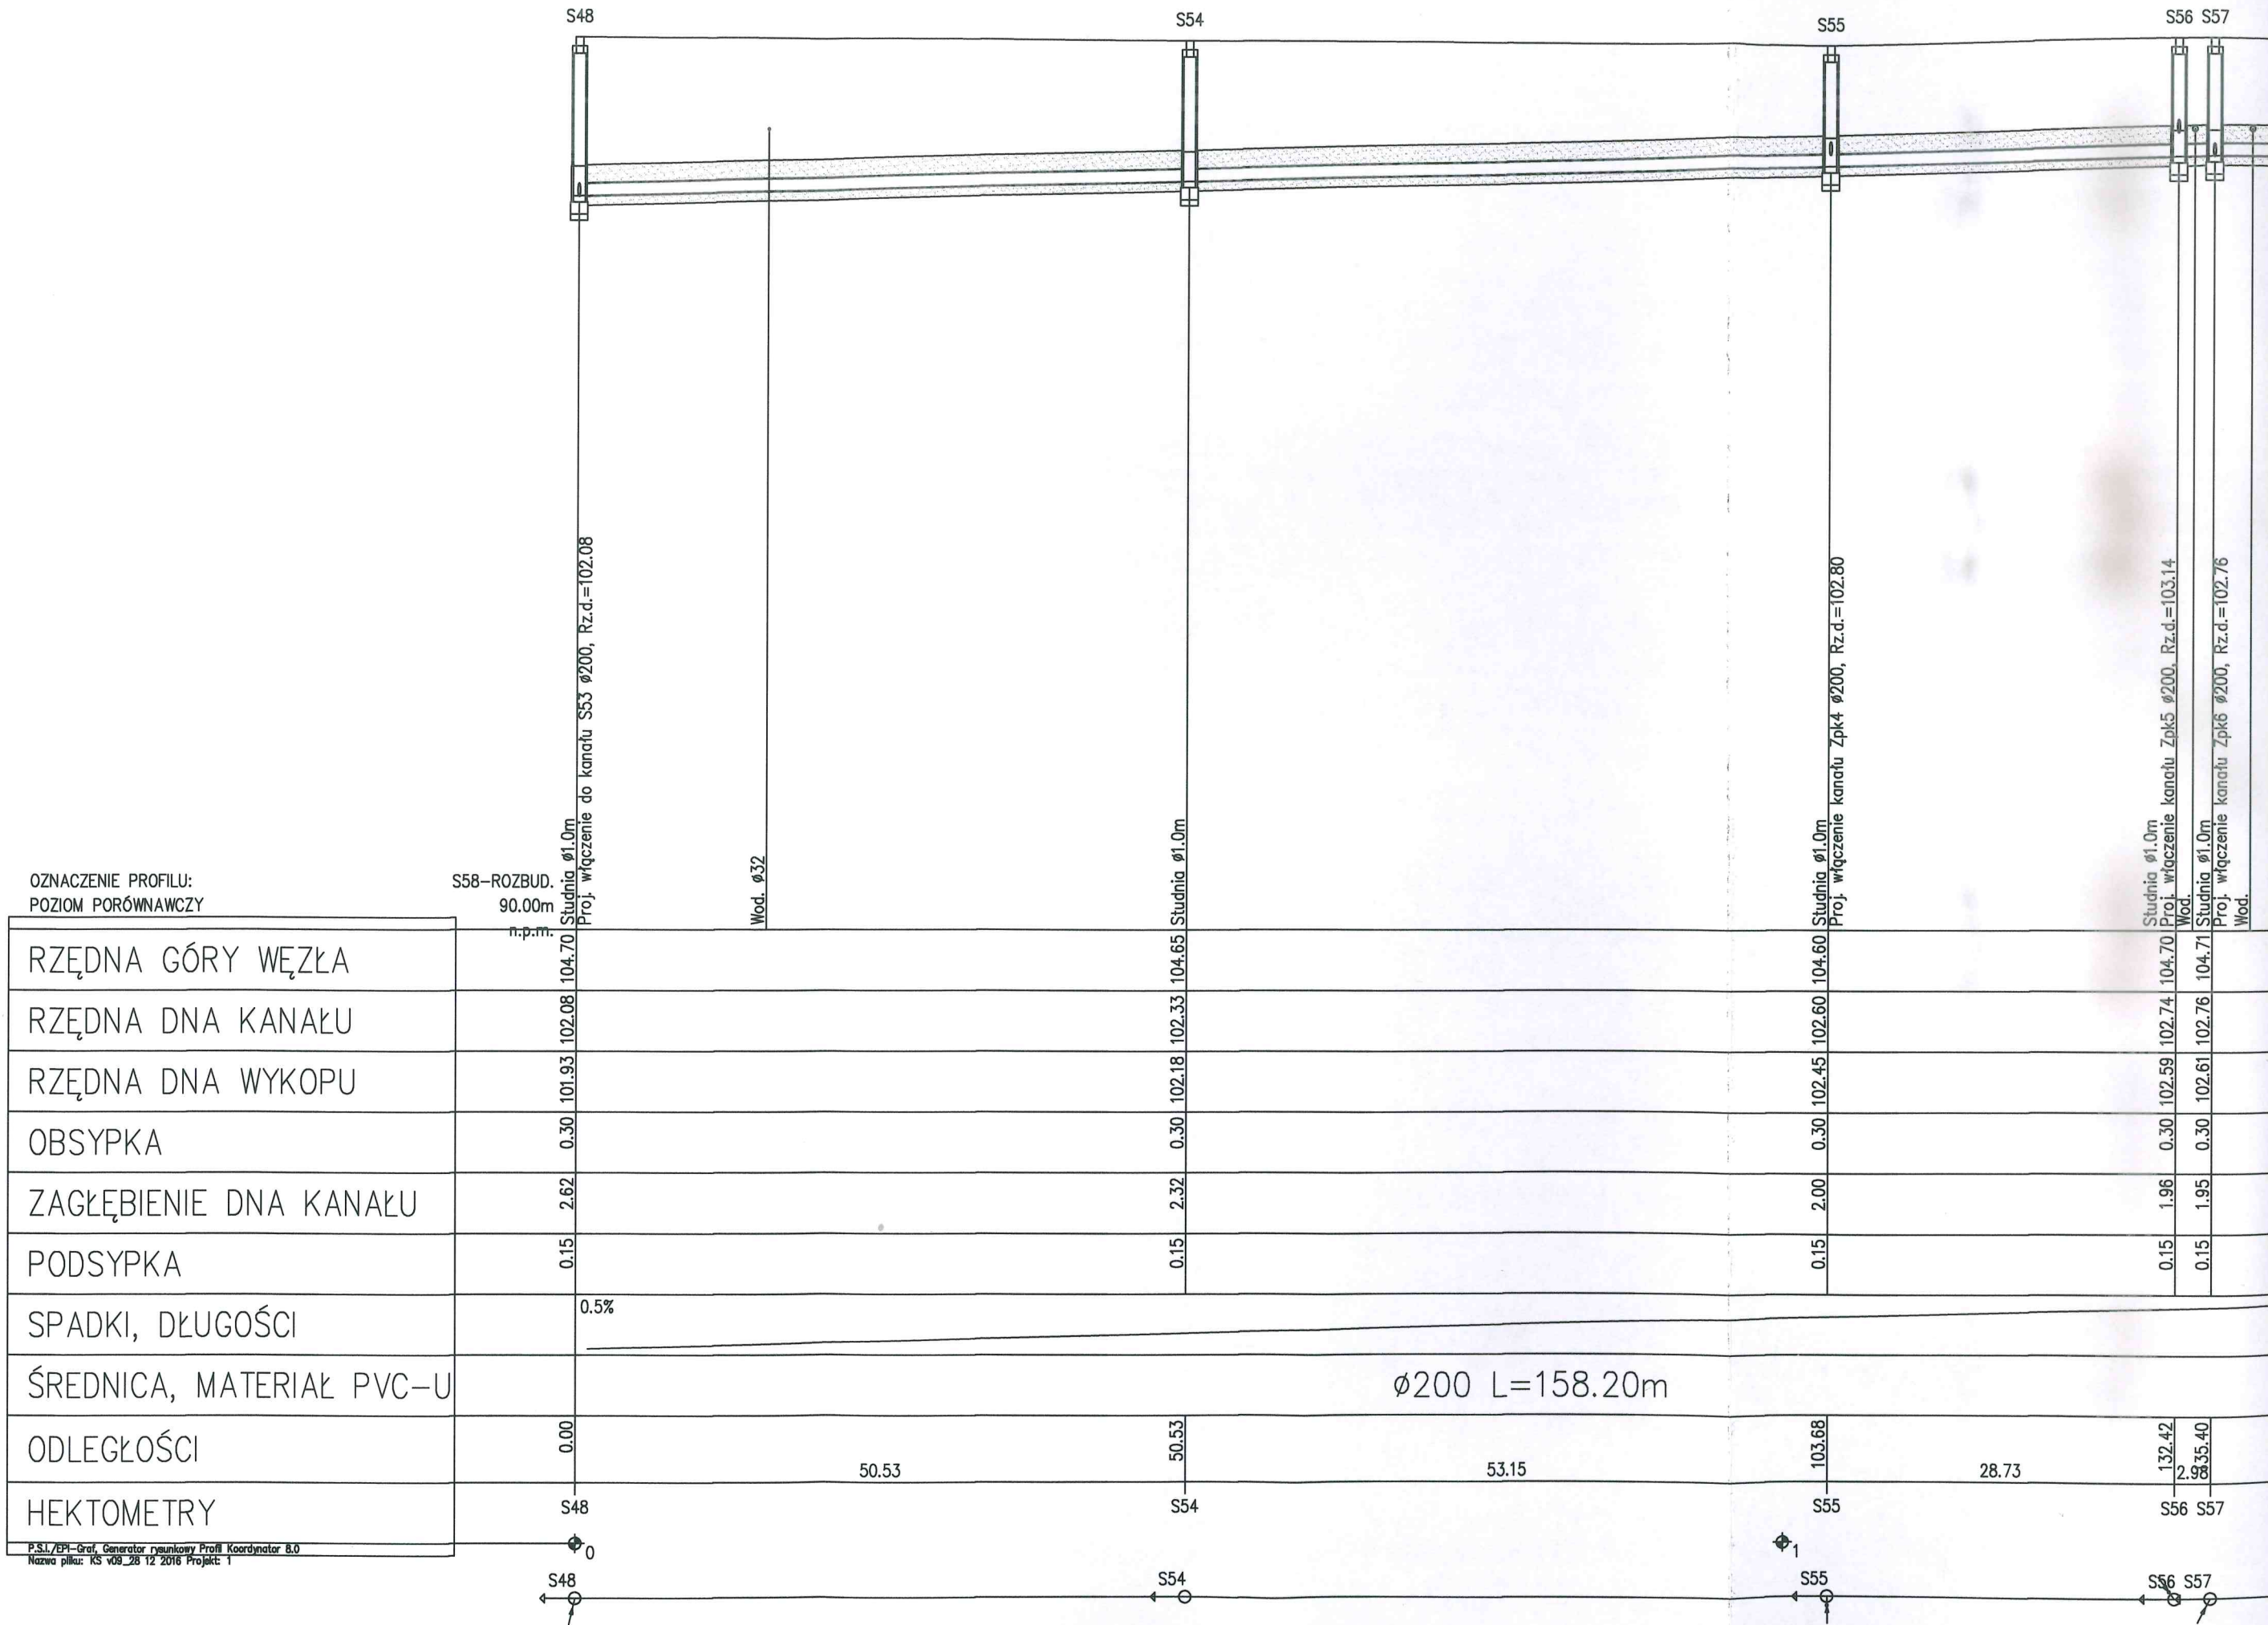 S48
S54
S55
S56 S57
Studnia ø1.0m
Proj. włączenie do kanału S53 ø200, Rz.d.=102.08
Wod. ø32
Studnia ø1.0m
Studnia ø1.0m
Proj. włączenie kanału Zpk4 ø200, Rz.d.=102.80
Studnia ø1.0m
Proj. włączenie kanału Zpk5 ø200, Rz.d.=103.14
Wod.
Studnia ø1.0m
Proj. włączenie kanału Zpk6 ø200, Rz.d.=102.76
Wod.
OZNACZENIE PROFILU: S58-ROZBUD.
POZIOM PORÓWNAWCZY 90.00m
n.p.m.
RZĘDNA GÓRY WĘZŁA 104.70 104.65 104.60 104.70 104.71
RZĘDNA DNA KANAŁU 102.08 102.33 102.60 102.74 102.76
RZĘDNA DNA WYKOPU 101.93 102.18 102.45 102.59 102.61
OBSYPKA 0.30 0.30 0.30 0.30 0.30
ZAGŁĘBIENIE DNA KANAŁU 2.62 2.32 2.00 1.96 1.95
PODSYPKA 0.15 0.15 0.15 0.15 0.15
SPADKI, DŁUGOŚCI 0.5%
ŚREDNICA, MATERIAŁ PVC-U ø200 L=158.20m
ODLEGŁOŚCI 0.00 50.53 103.68 132.42 135.40
50.53 53.15 28.73 2.98
HEKTOMETRY S48 S54 S55 S56 S57
0 1
P.S.I./EPI-Graf, Generator rysunkowy Profil Koordynator 8.0
Nazwa pliku: KS v09_28 12 2016 Projekt: 1
S48 S54 S55 S56 S57